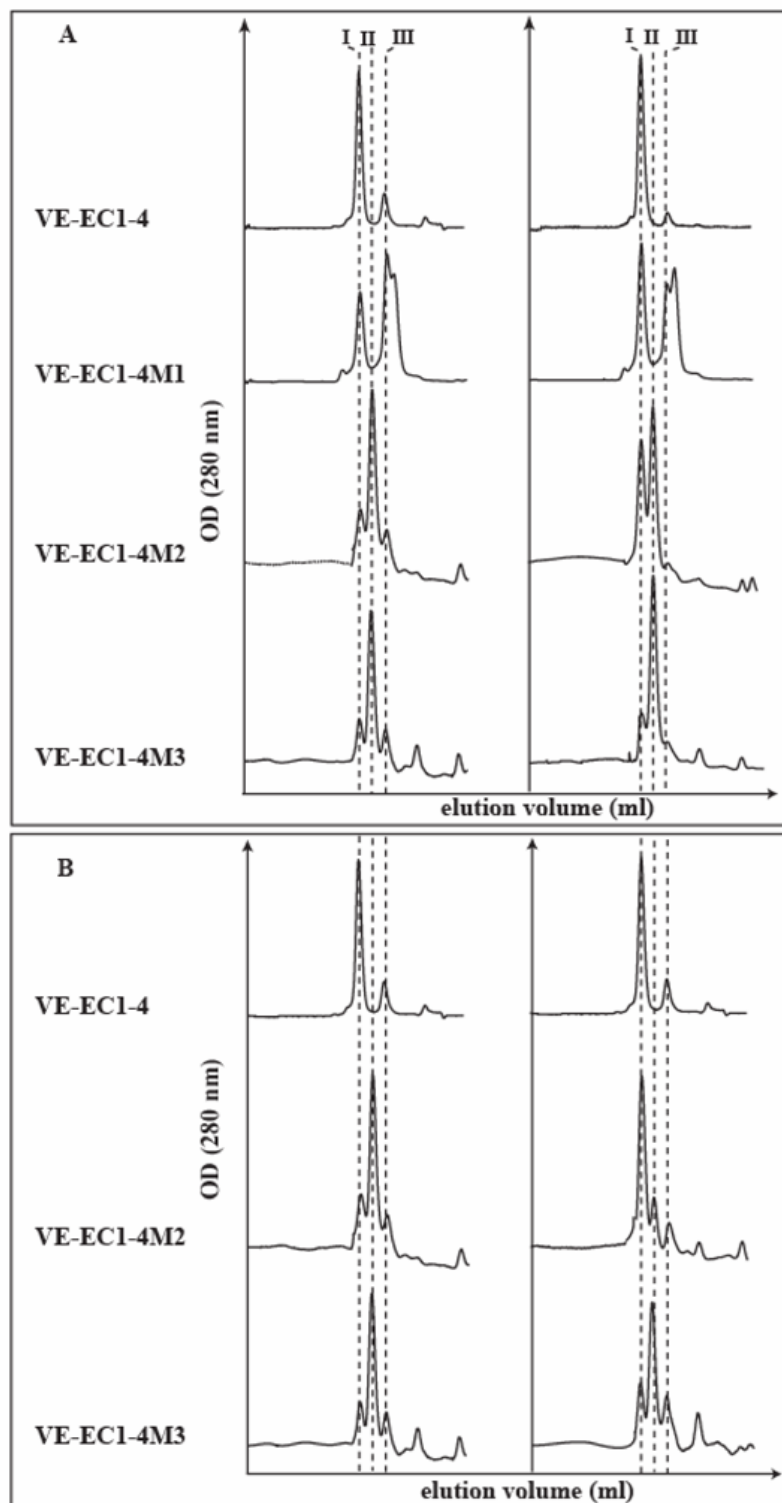 A
I II III
I II III
VE-EC1-4
VE-EC1-4M1
OD (280 nm)
VE-EC1-4M2
VE-EC1-4M3
elution volume (ml)
B
VE-EC1-4
OD (280 nm)
VE-EC1-4M2
VE-EC1-4M3
elution volume (ml)